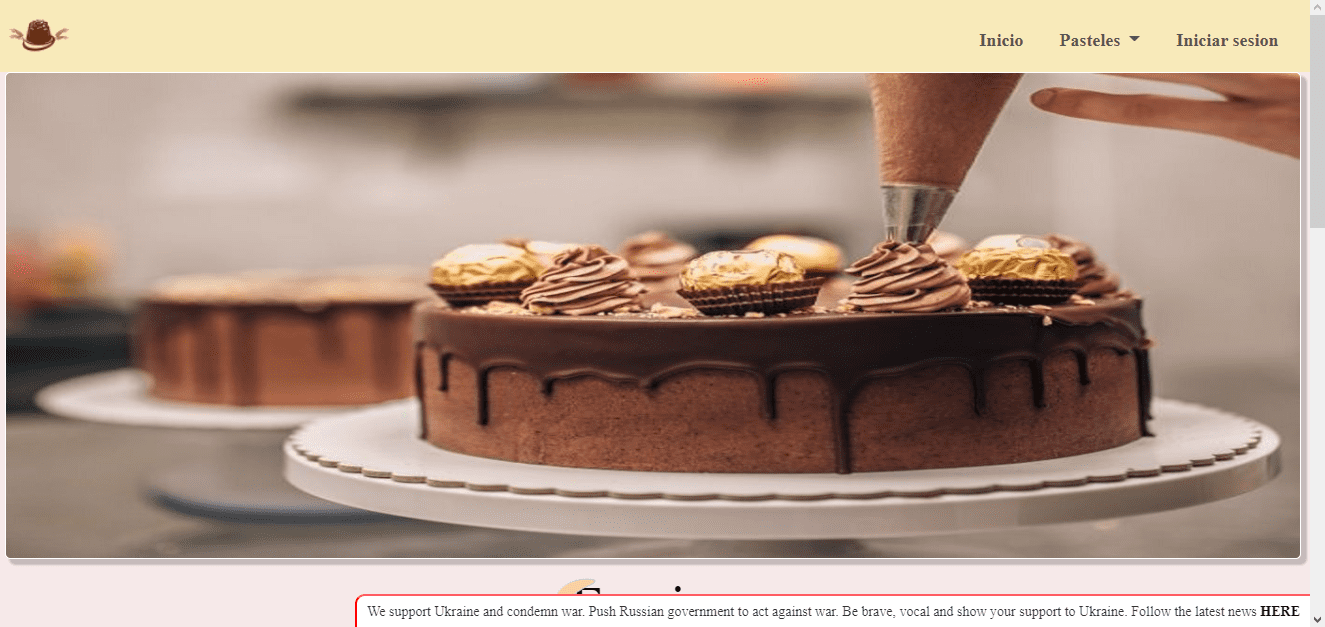 Inicio
Pasteles
Iniciar sesion
We support Ukraine and condemn war. Push Russian government to act against war. Be brave, vocal and show your support to Ukraine. Follow the latest news HERE